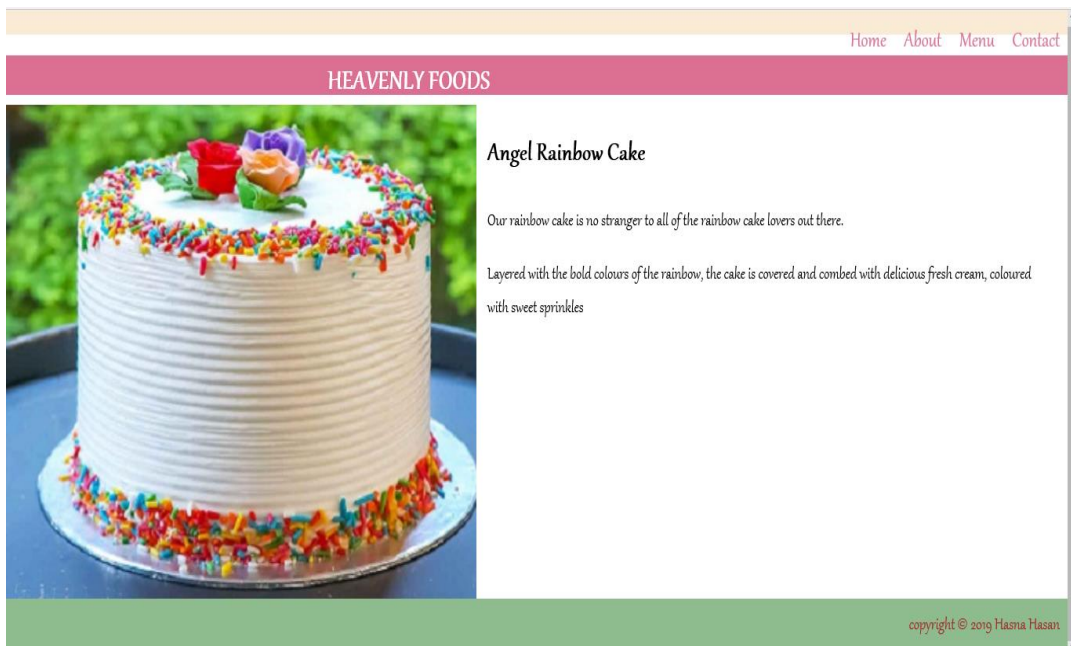 Home About Menu Contact
HEAVENLY FOODS
Angel Rainbow Cake
Our rainbow cake is no stranger to all of the rainbow cake lovers out there.
Layered with the bold colours of the rainbow, the cake is covered and combed with delicious fresh cream, coloured
with sweet sprinkles
copyright © 2019 Hasna Hasan